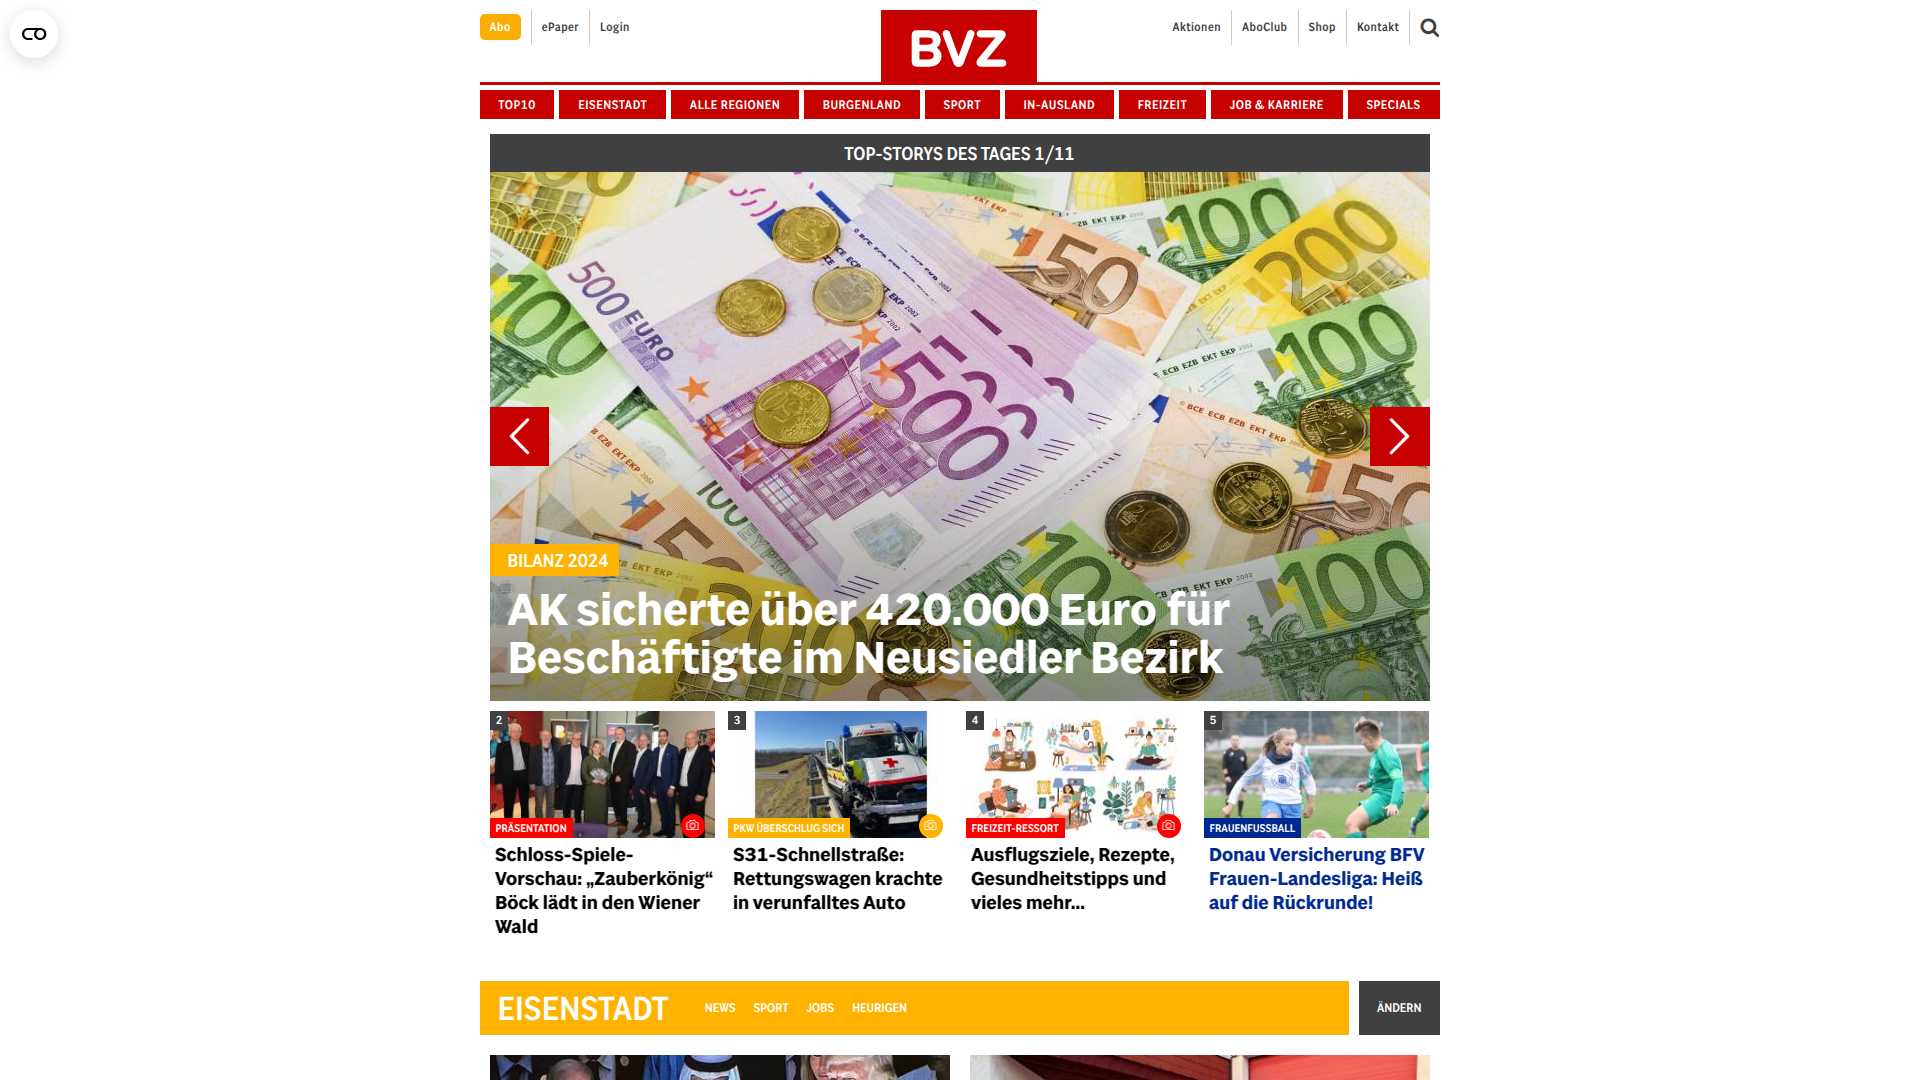 Abo
ePaper
Login
BVZ
Aktionen
AboClub
Shop
Kontakt
TOP10
EISENSTADT
ALLE REGIONEN
BURGENLAND
SPORT
IN-AUSLAND
FREIZEIT
JOB & KARRIERE
SPECIALS
TOP-STORYS DES TAGES 1/11
BILANZ 2024
AK sicherte über 420.000 Euro für
Beschäftigte im Neusiedler Bezirk
2
PRÄSENTATION
Schloss-Spiele-
Vorschau: „Zauberkönig“
Böck lädt in den Wiener
Wald
3
PKW ÜBERSCHLUG SICH
S31-Schnellstraße:
Rettungswagen krachte
in verunfalltes Auto
4
FREIZEIT-RESSORT
Ausflugsziele, Rezepte,
Gesundheitstipps und
vieles mehr...
5
FRAUENFUSSBALL
Donau Versicherung BFV
Frauen-Landesliga: Heiß
auf die Rückrunde!
EISENSTADT
NEWS
SPORT
JOBS
HEURIGEN
ÄNDERN